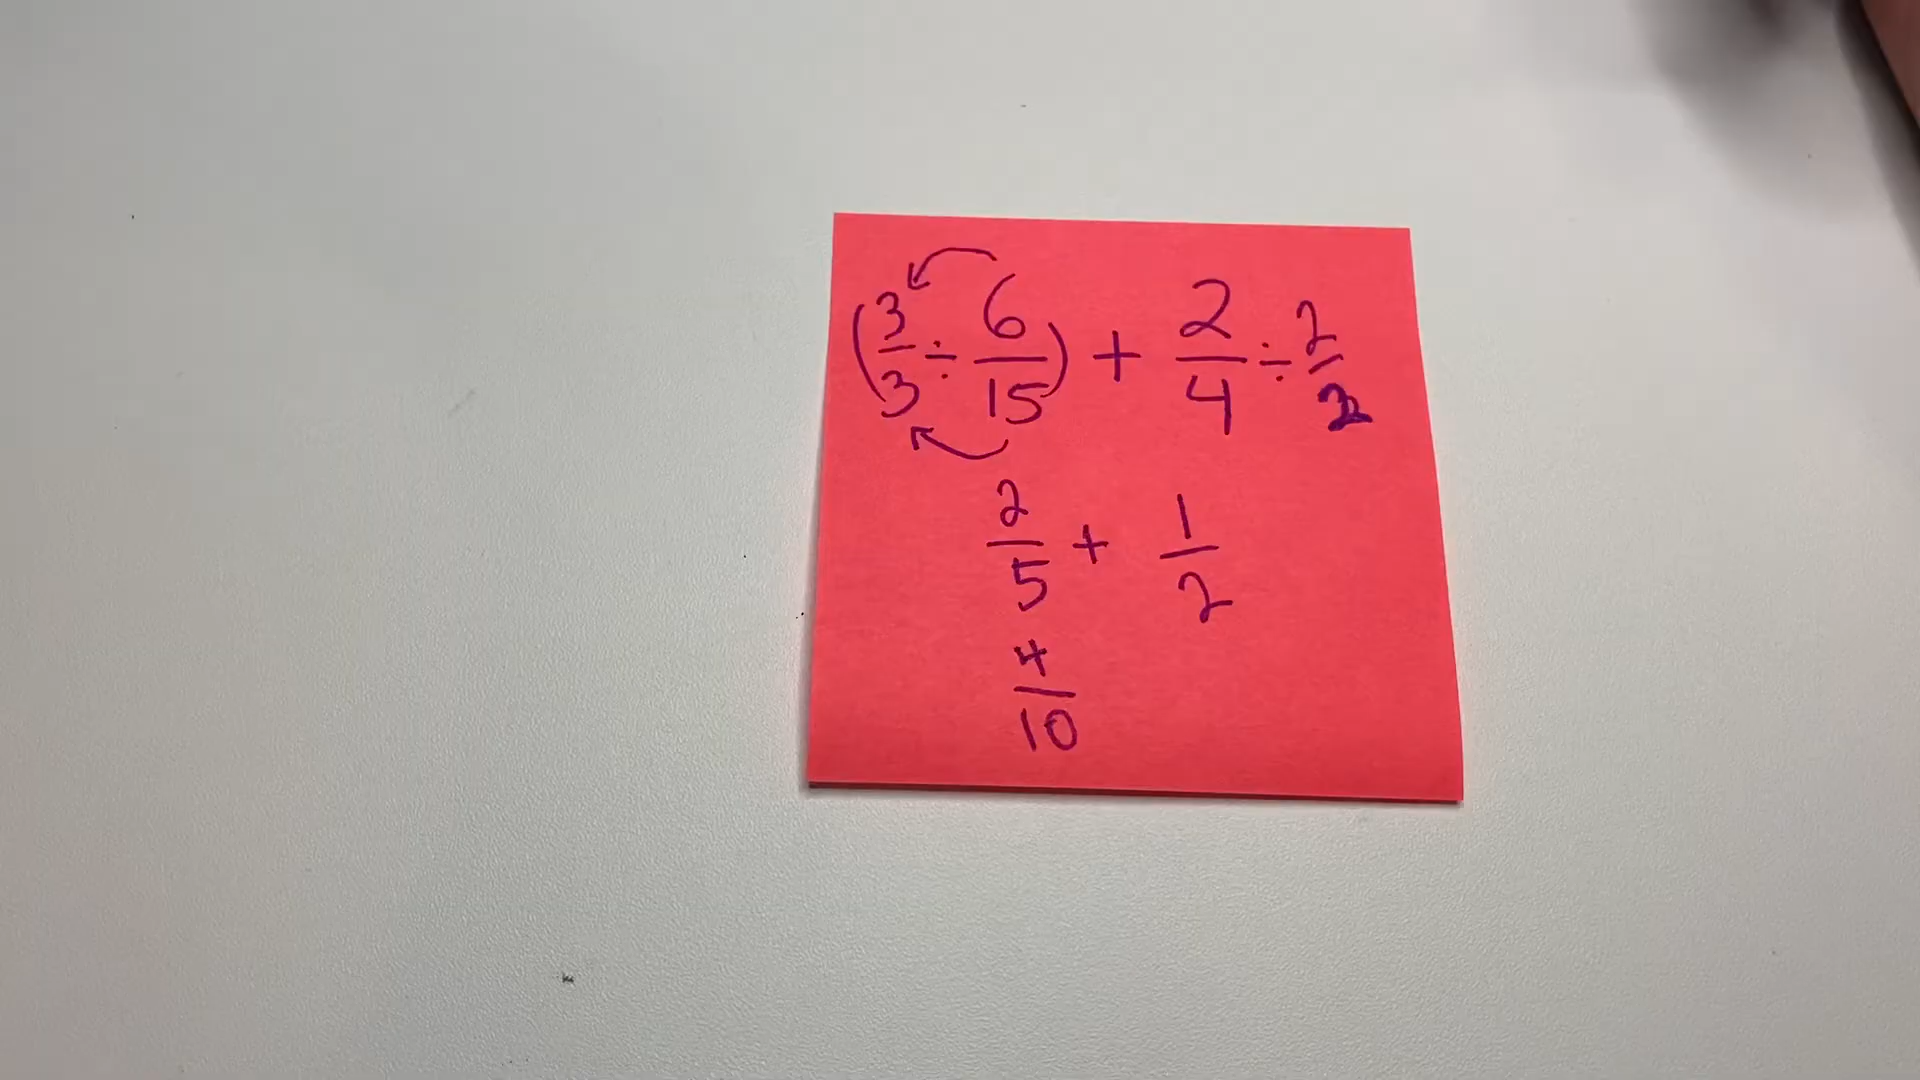 (3/3 ÷ 6/15) + 2/4 ÷ 2/2
2/5 + 1/2
4/10